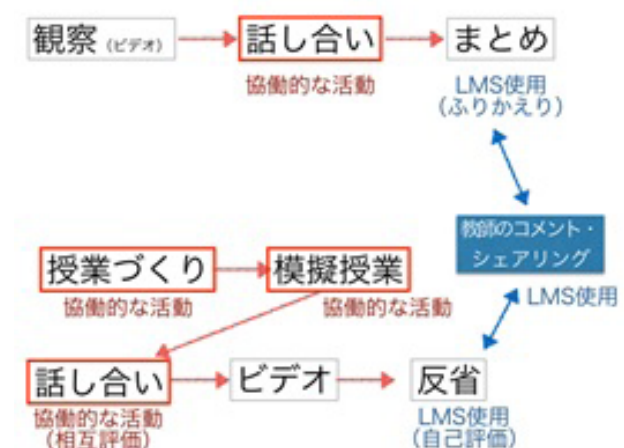 観察（ビデオ）
話し合い
まとめ
協働的な活動
LMS使用
（ふりかえり）
教師のコメント・
シェアリング
LMS使用
授業づくり
模擬授業
協働的な活動
協働的な活動
話し合い
ビデオ
反省
協働的な活動
（相互評価）
LMS使用
（自己評価）